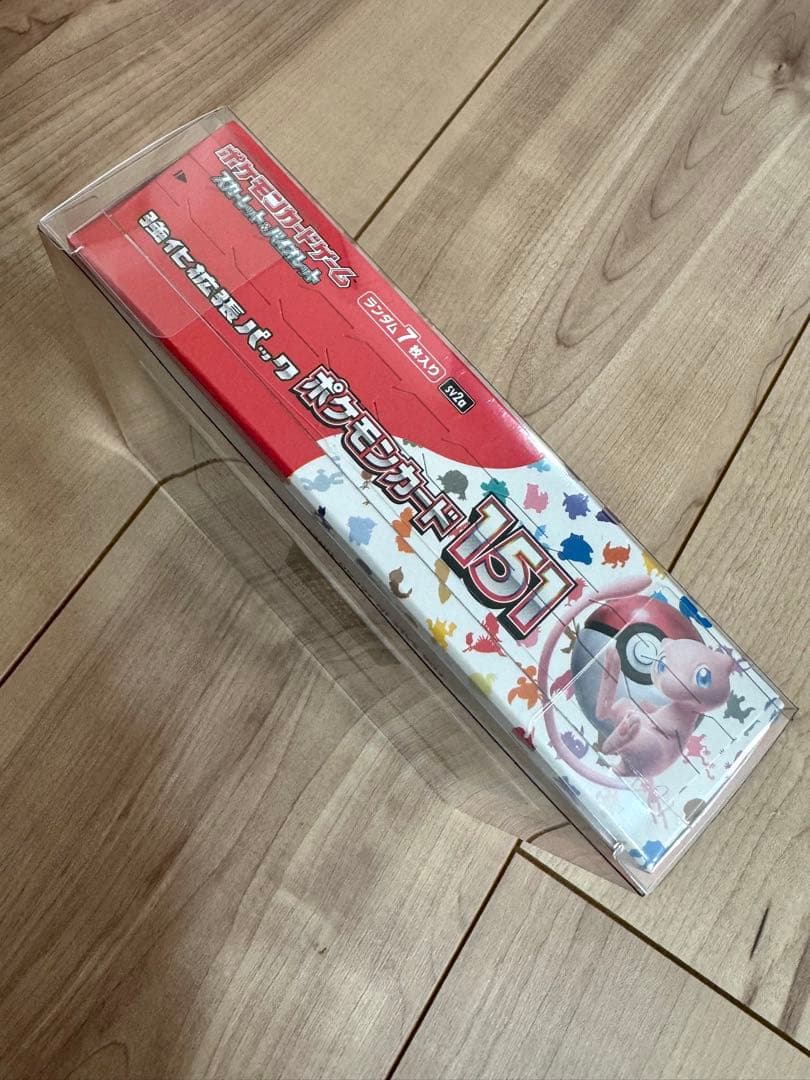 ポケモンカードゲーム
スカーレット&バイオレット
強化拡張パック
ランダム7枚入り
sv2a
ポケモンカード151